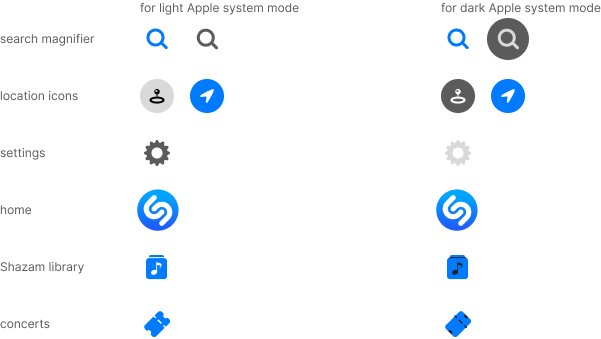 for light Apple system mode
for dark Apple system mode
search magnifier
location icons
settings
home
Shazam library
concerts